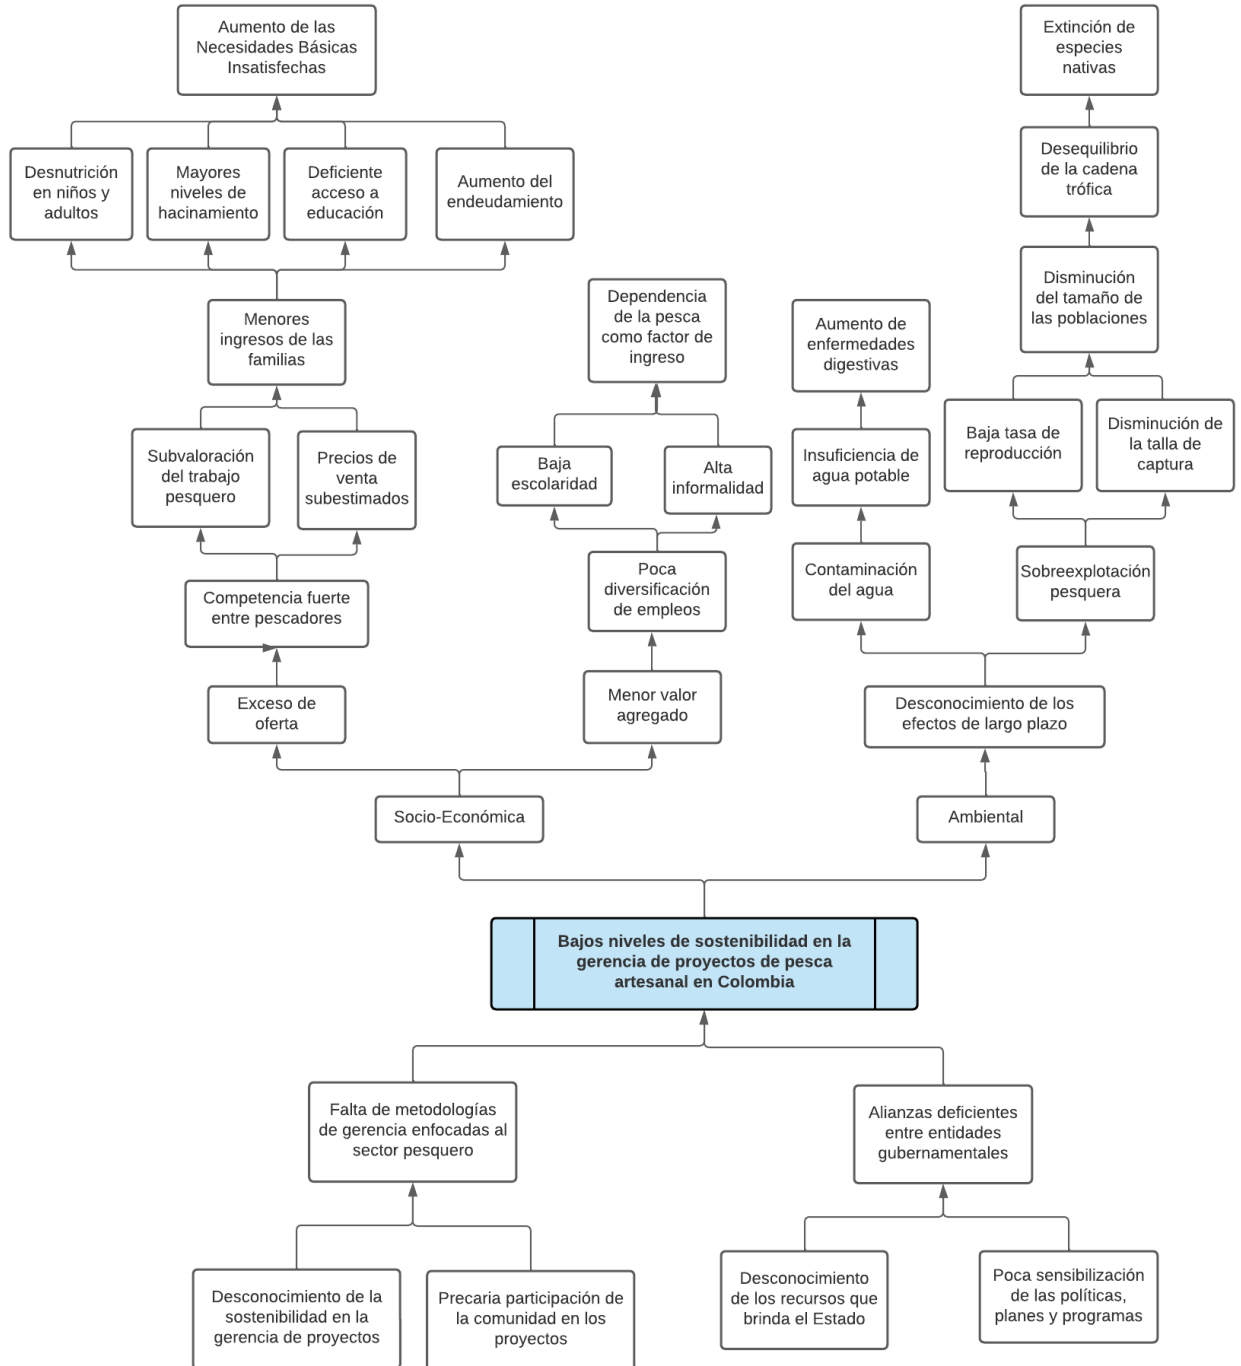 Aumento de las
Necesidades Básicas
Insatisfechas
Extinción de
especies
nativas
Desnutrición
en niños y
adultos
Mayores
niveles de
hacinamiento
Deficiente
acceso a
educación
Aumento del
endeudamiento
Desequilibrio
de la cadena
trófica
Menores
ingresos de las
familias
Dependencia
de la pesca
como factor de
ingreso
Aumento de
enfermedades
digestivas
Disminución
del tamaño de
las poblaciones
Subvaloración
del trabajo
pesquero
Precios de
venta
subestimados
Baja
escolaridad
Alta
informalidad
Insuficiencia de
agua potable
Baja tasa de
reproducción
Disminución de
la talla de
captura
Competencia fuerte
entre pescadores
Poca
diversificación
de empleos
Contaminación
del agua
Sobreexplotación
pesquera
Exceso de
oferta
Menor valor
agregado
Desconocimiento de los
efectos de largo plazo
Socio-Económica
Ambiental
Bajos niveles de sostenibilidad en la
gerencia de proyectos de pesca
artesanal en Colombia
Falta de metodologías
de gerencia enfocadas al
sector pesquero
Alianzas deficientes
entre entidades
gubernamentales
Desconocimiento de la
sostenibilidad en la
gerencia de proyectos
Precaria participación de
la comunidad en los
proyectos
Desconocimiento
de los recursos que
brinda el Estado
Poca sensibilización
de las políticas,
planes y programas